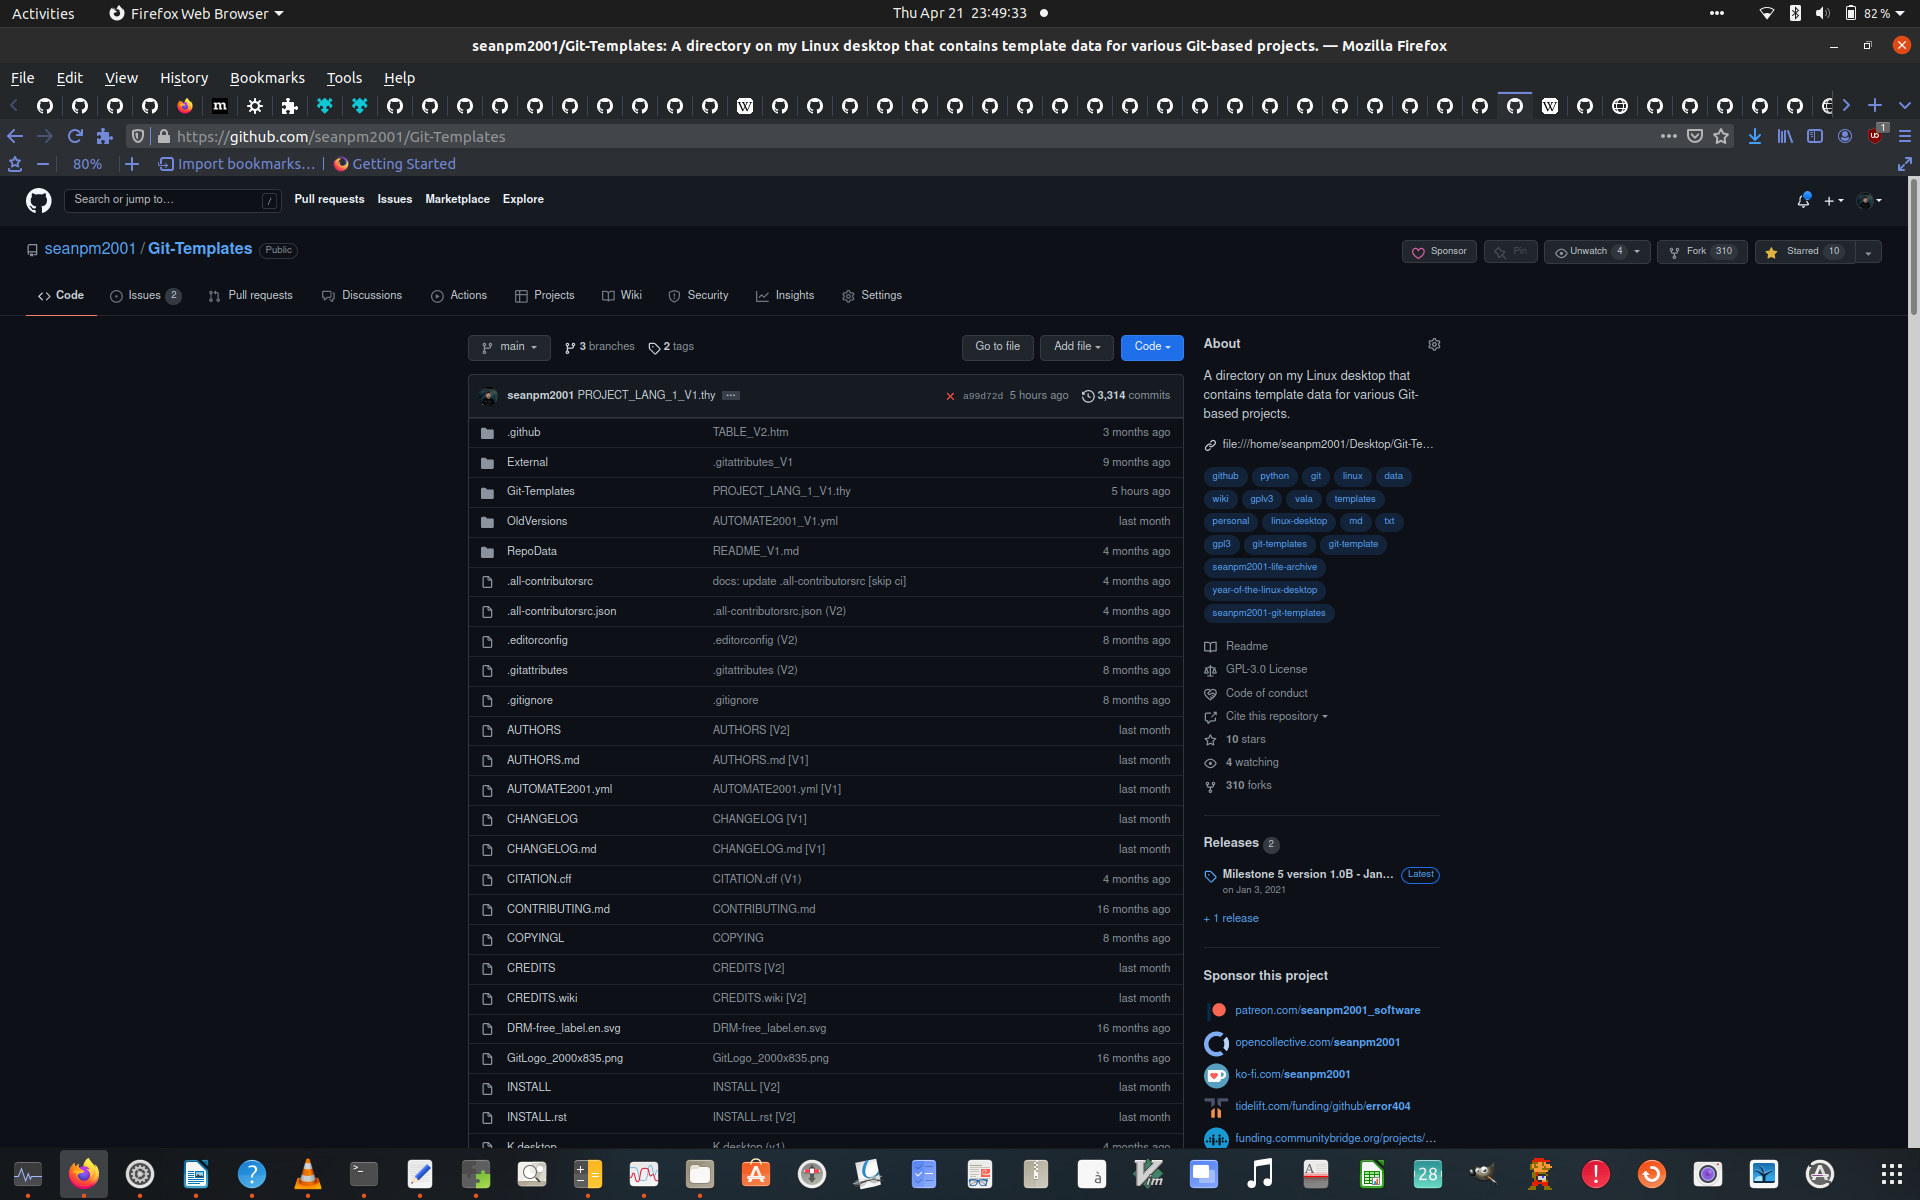 Activities
Firefox Web Browser
Thu Apr 21 23:49:33
82 %
seanpm2001/Git-Templates: A directory on my Linux desktop that contains template data for various Git-based projects. — Mozilla Firefox
File Edit View History Bookmarks Tools Help
https://github.com/seanpm2001/Git-Templates
1
80% Import bookmarks... Getting Started
Search or jump to... /
Pull requests Issues Marketplace Explore
seanpm2001 / Git-Templates Public
Sponsor Pin Unwatch 4 Fork 310 Starred 10
Code Issues 2 Pull requests Discussions Actions Projects Wiki Security Insights Settings
main 3 branches 2 tags Go to file Add file Code
seanpm2001 PROJECT_LANG_1_V1.thy ... a99d72d 5 hours ago 3,314 commits
.github TABLE_V2.htm 3 months ago
External .gitattributes_V1 9 months ago
Git-Templates PROJECT_LANG_1_V1.thy 5 hours ago
OldVersions AUTOMATE2001_V1.yml last month
RepoData README_V1.md 4 months ago
.all-contributorsrc docs: update .all-contributorsrc [skip ci] 4 months ago
.all-contributorsrc.json .all-contributorsrc.json (V2) 4 months ago
.editorconfig .editorconfig (V2) 8 months ago
.gitattributes .gitattributes (V2) 8 months ago
.gitignore .gitignore 8 months ago
AUTHORS AUTHORS [V2] last month
AUTHORS.md AUTHORS.md [V1] last month
AUTOMATE2001.yml AUTOMATE2001.yml [V1] last month
CHANGELOG CHANGELOG [V1] last month
CHANGELOG.md CHANGELOG.md [V1] last month
CITATION.cff CITATION.cff (V1) 4 months ago
CONTRIBUTING.md CONTRIBUTING.md 16 months ago
COPYINGL COPYING 8 months ago
CREDITS CREDITS [V2] last month
CREDITS.wiki CREDITS.wiki [V2] last month
DRM-free_label.en.svg DRM-free_label.en.svg 16 months ago
GitLogo_2000x835.png GitLogo_2000x835.png 16 months ago
INSTALL INSTALL [V2] last month
INSTALL.rst INSTALL.rst [V2] last month
K.desktop K.desktop (v1) 4 months ago
About
A directory on my Linux desktop that
contains template data for various Git-
based projects.
file:///home/seanpm2001/Desktop/Git-Te...
github python git linux data
wiki gplv3 vala templates
personal linux-desktop md txt
gpl3 git-templates git-template
seanpm2001-life-archive
year-of-the-linux-desktop
seanpm2001-git-templates
Readme
GPL-3.0 License
Code of conduct
Cite this repository
10 stars
4 watching
310 forks
Releases 2
Milestone 5 version 1.0B - Jan... Latest
on Jan 3, 2021
+ 1 release
Sponsor this project
patreon.com/seanpm2001_software
opencollective.com/seanpm2001
ko-fi.com/seanpm2001
tidelift.com/funding/github/error404
funding.communitybridge.org/projects/...
28